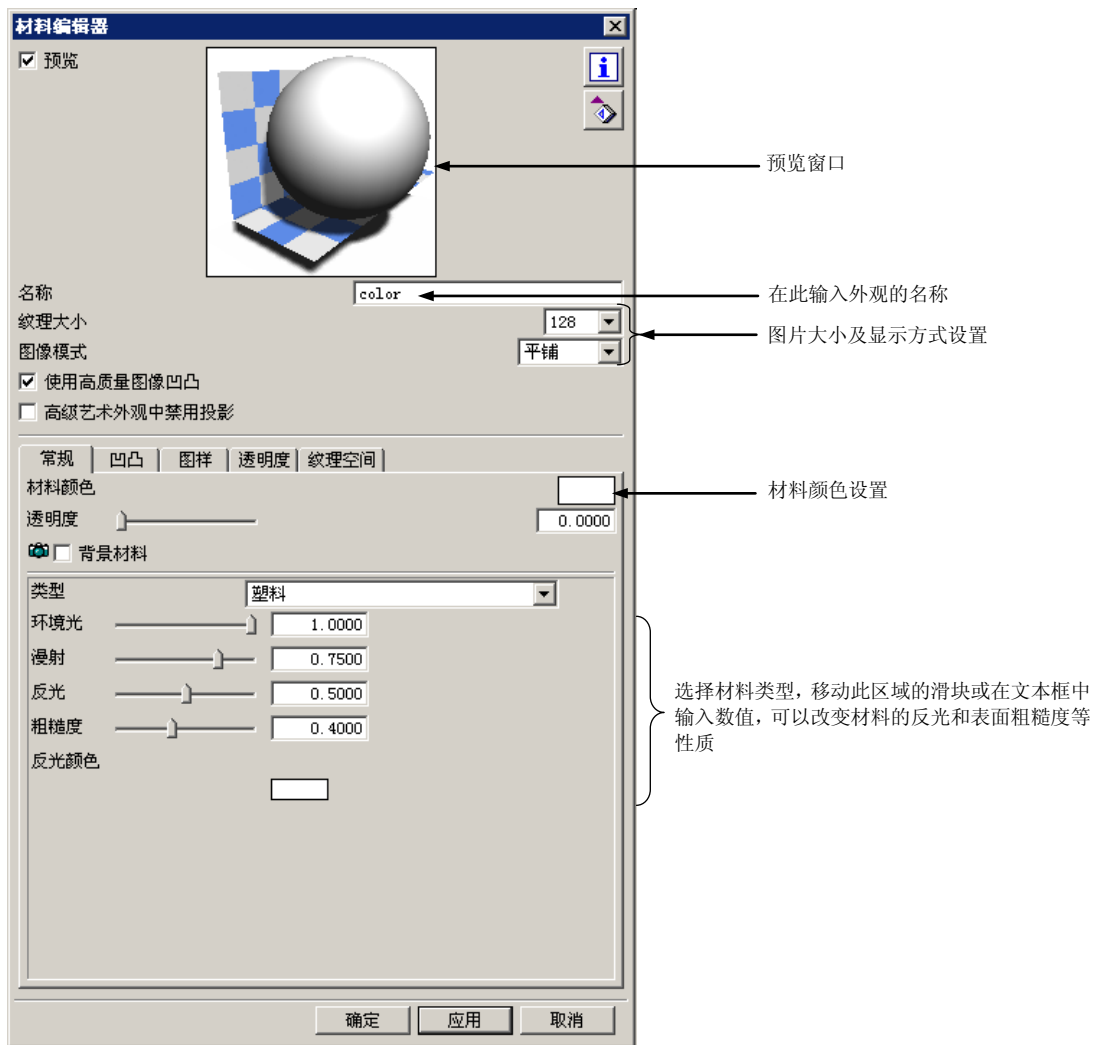 材料编辑器
预览
预览窗口
名称
color
在此输入外观的名称
纹理大小
128
图片大小及显示方式设置
图像模式
平铺
使用高质量图像凹凸
高级艺术外观中禁用投影
常规 凹凸 图样 透明度 纹理空间
材料颜色
材料颜色设置
透明度
0.0000
背景材料
类型
塑料
环境光
1.0000
漫射
0.7500
反光
0.5000
粗糙度
0.4000
反光颜色
选择材料类型，移动此区域的滑块或在文本框中
输入数值，可以改变材料的反光和表面粗糙度等
性质
确定 应用 取消